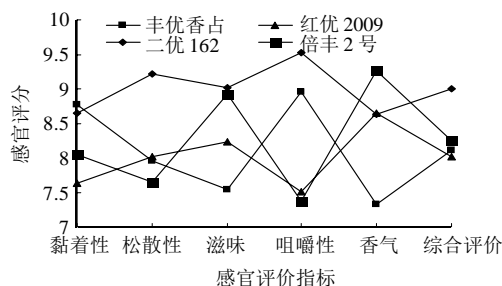 10
丰优香占 红优 2009
9.5
二优 162 倍丰 2 号
9
8.5
8
7.5
7
感官评分
黏着性 松散性 滋味 咀嚼性 香气 综合评价
感官评价指标